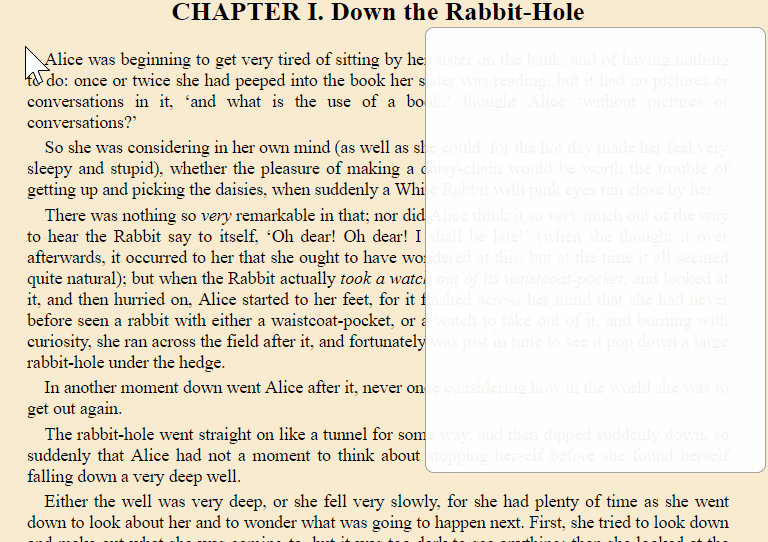 CHAPTER I. Down the Rabbit-Hole
Alice was beginning to get very tired of sitting by her sister on the bank, and of having nothing
to do: once or twice she had peeped into the book her sister was reading, but it had no pictures or
conversations in it, ‘and what is the use of a book,’ thought Alice ‘without pictures or
conversations?’
So she was considering in her own mind (as well as she could, for the hot day made her feel very
sleepy and stupid), whether the pleasure of making a daisy-chain would be worth the trouble of
getting up and picking the daisies, when suddenly a White Rabbit with pink eyes ran close by her.
There was nothing so very remarkable in that; nor did Alice think it so very much out of the way
to hear the Rabbit say to itself, ‘Oh dear! Oh dear! I shall be late!’ (when she thought it over
afterwards, it occurred to her that she ought to have wondered at this, but at the time it all seemed
quite natural); but when the Rabbit actually took a watch out of its waistcoat-pocket, and looked at
it, and then hurried on, Alice started to her feet, for it flashed across her mind that she had never
before seen a rabbit with either a waistcoat-pocket, or a watch to take out of it, and burning with
curiosity, she ran across the field after it, and fortunately was just in time to see it pop down a large
rabbit-hole under the hedge.
In another moment down went Alice after it, never once considering how in the world she was to
get out again.
The rabbit-hole went straight on like a tunnel for some way, and then dipped suddenly down, so
suddenly that Alice had not a moment to think about stopping herself before she found herself
falling down a very deep well.
Either the well was very deep, or she fell very slowly, for she had plenty of time as she went
down to look about her and to wonder what was going to happen next. First, she tried to look down